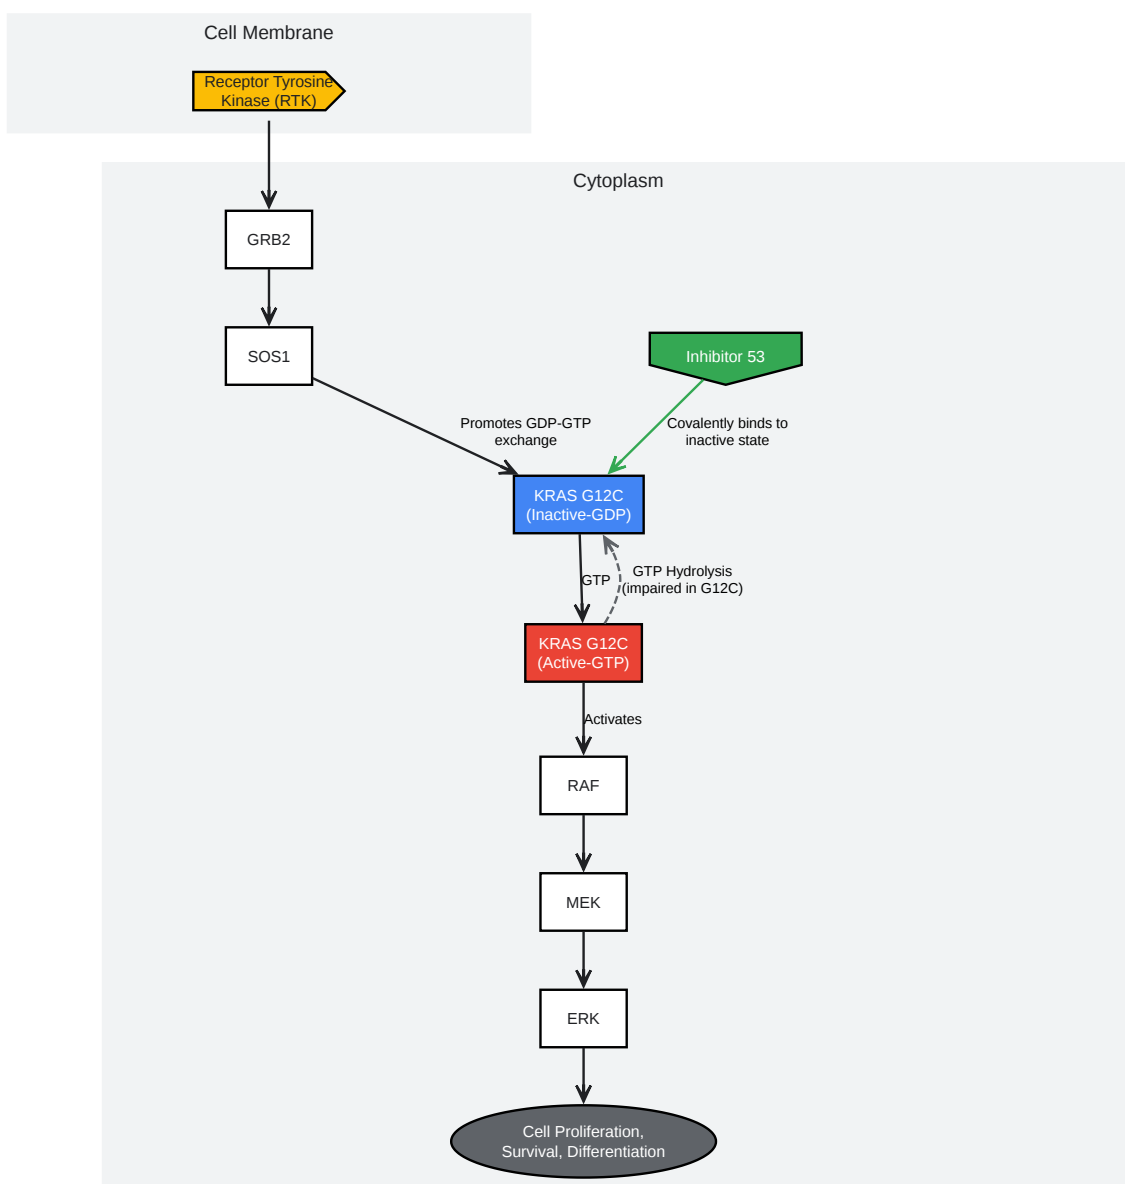 Cell Membrane
Receptor Tyrosine
Kinase (RTK)
Cytoplasm
GRB2
SOS1
Inhibitor 53
Promotes GDP-GTP
exchange
Covalently binds to
inactive state
KRAS G12C
(Inactive-GDP)
GTP
GTP Hydrolysis
(impaired in G12C)
KRAS G12C
(Active-GTP)
Activates
RAF
MEK
ERK
Cell Proliferation,
Survival, Differentiation